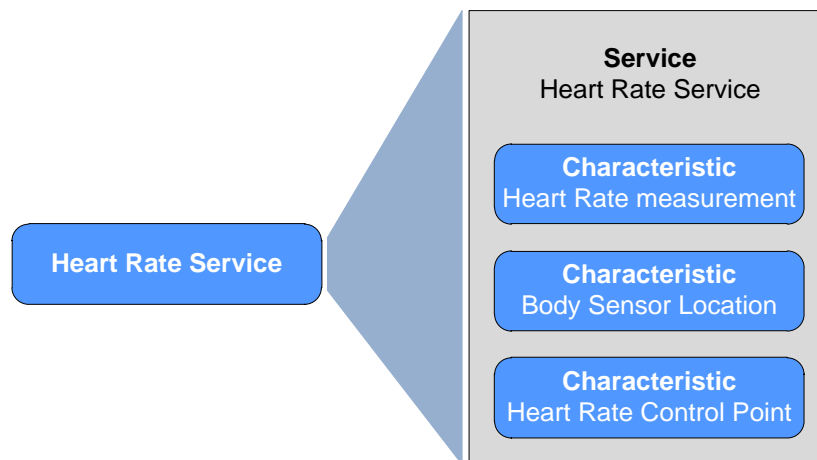 Heart Rate Service
Service
Heart Rate Service
Characteristic
Heart Rate measurement
Characteristic
Body Sensor Location
Characteristic
Heart Rate Control Point